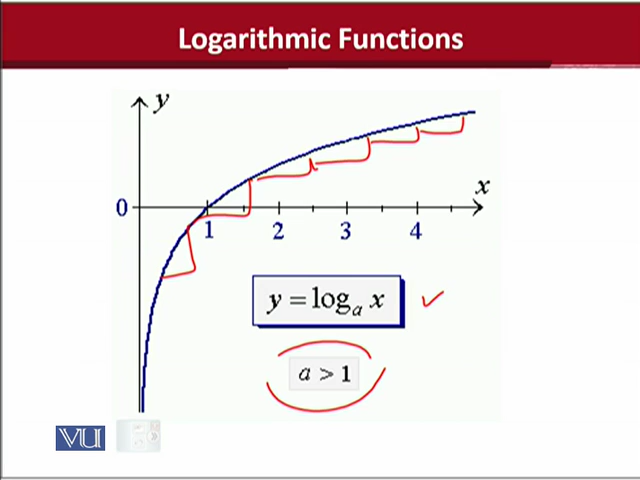 Logarithmic Functions
y
x
0
1 2 3 4
y = logₐ x
a > 1
VU